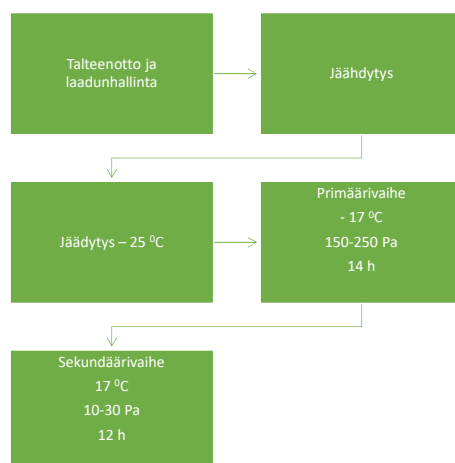 Talteenotto ja
laadunhallinta
Jäähdytys
Jäädytys – 25 ⁰C
Primäärivaihe
- 17 ⁰C
150-250 Pa
14 h
Sekundäärivaihe
17 ⁰C
10-30 Pa
12 h